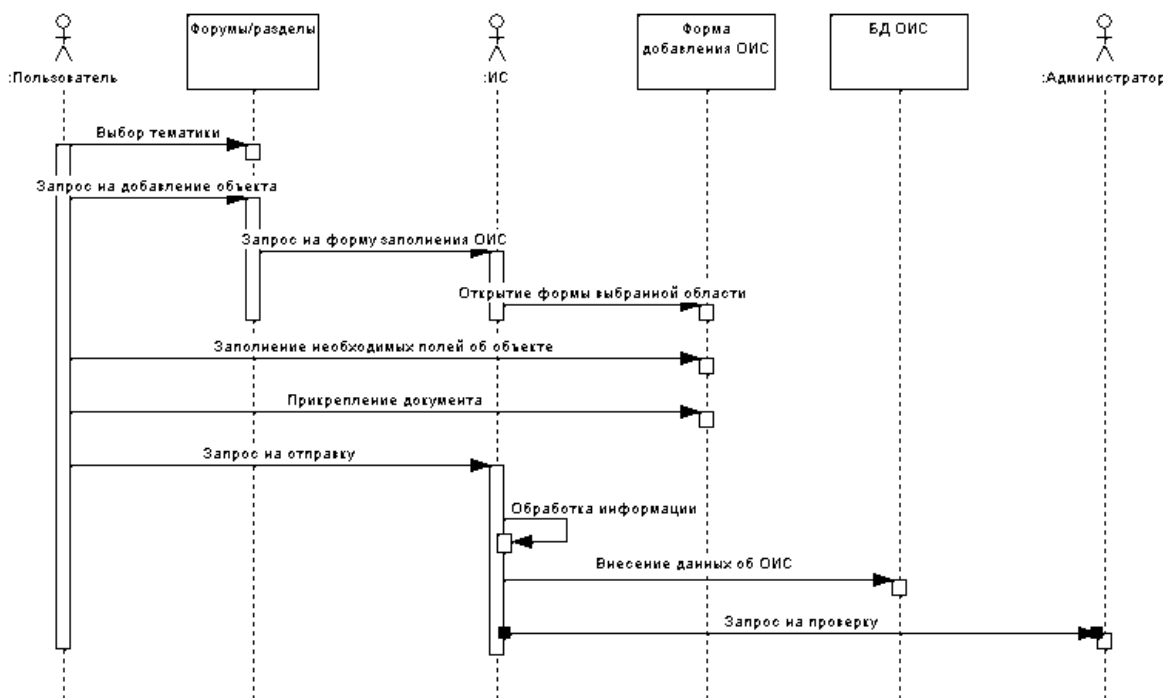 Форумы/разделы
Форма
добавления ОИС
БД ОИС
:Пользователь
:ИС
:Администратор
Выбор тематики
Запрос на добавление объекта
Запрос на форму заполнения ОИС
Открытие формы выбранной области
Заполнение необходимых полей об объекте
Прикрепление документа
Запрос на отправку
Обработка информации
Внесение данных об ОИС
Запрос на проверку